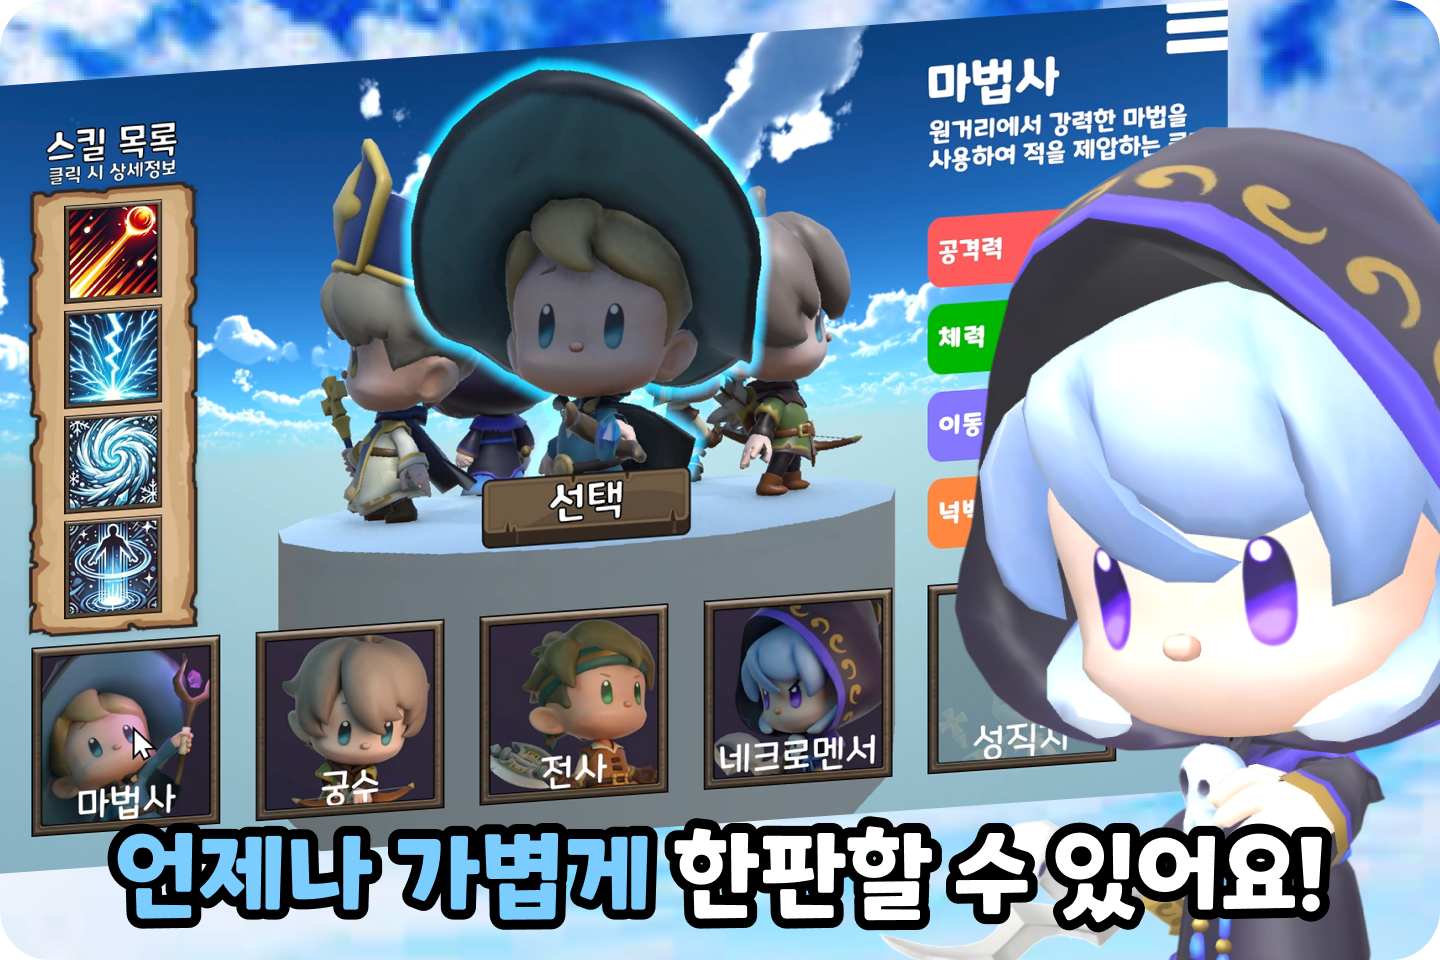 스킬 목록
클릭 시 상세정보
마법사
원거리에서 강력한 마법을
사용하여 적을 제압하는
공격력
체력
이동
선택
마법사
궁수
전사
네크로멘서
성직자
언제나 가볍게 한판할 수 있어요!